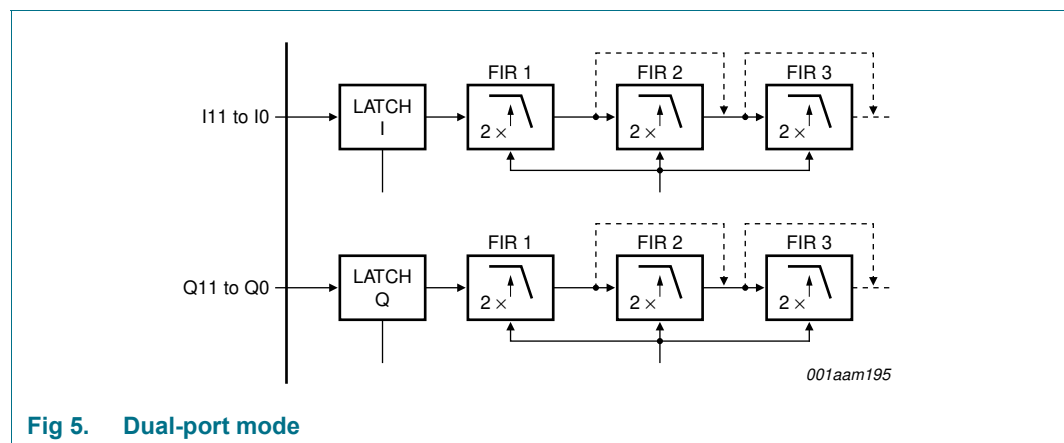 FIR 1 FIR 2 FIR 3
I11 to I0
LATCH
I
2 × 2 × 2 ×
FIR 1 FIR 2 FIR 3
Q11 to Q0
LATCH
Q
2 × 2 × 2 ×
001aam195
Fig 5. Dual-port mode